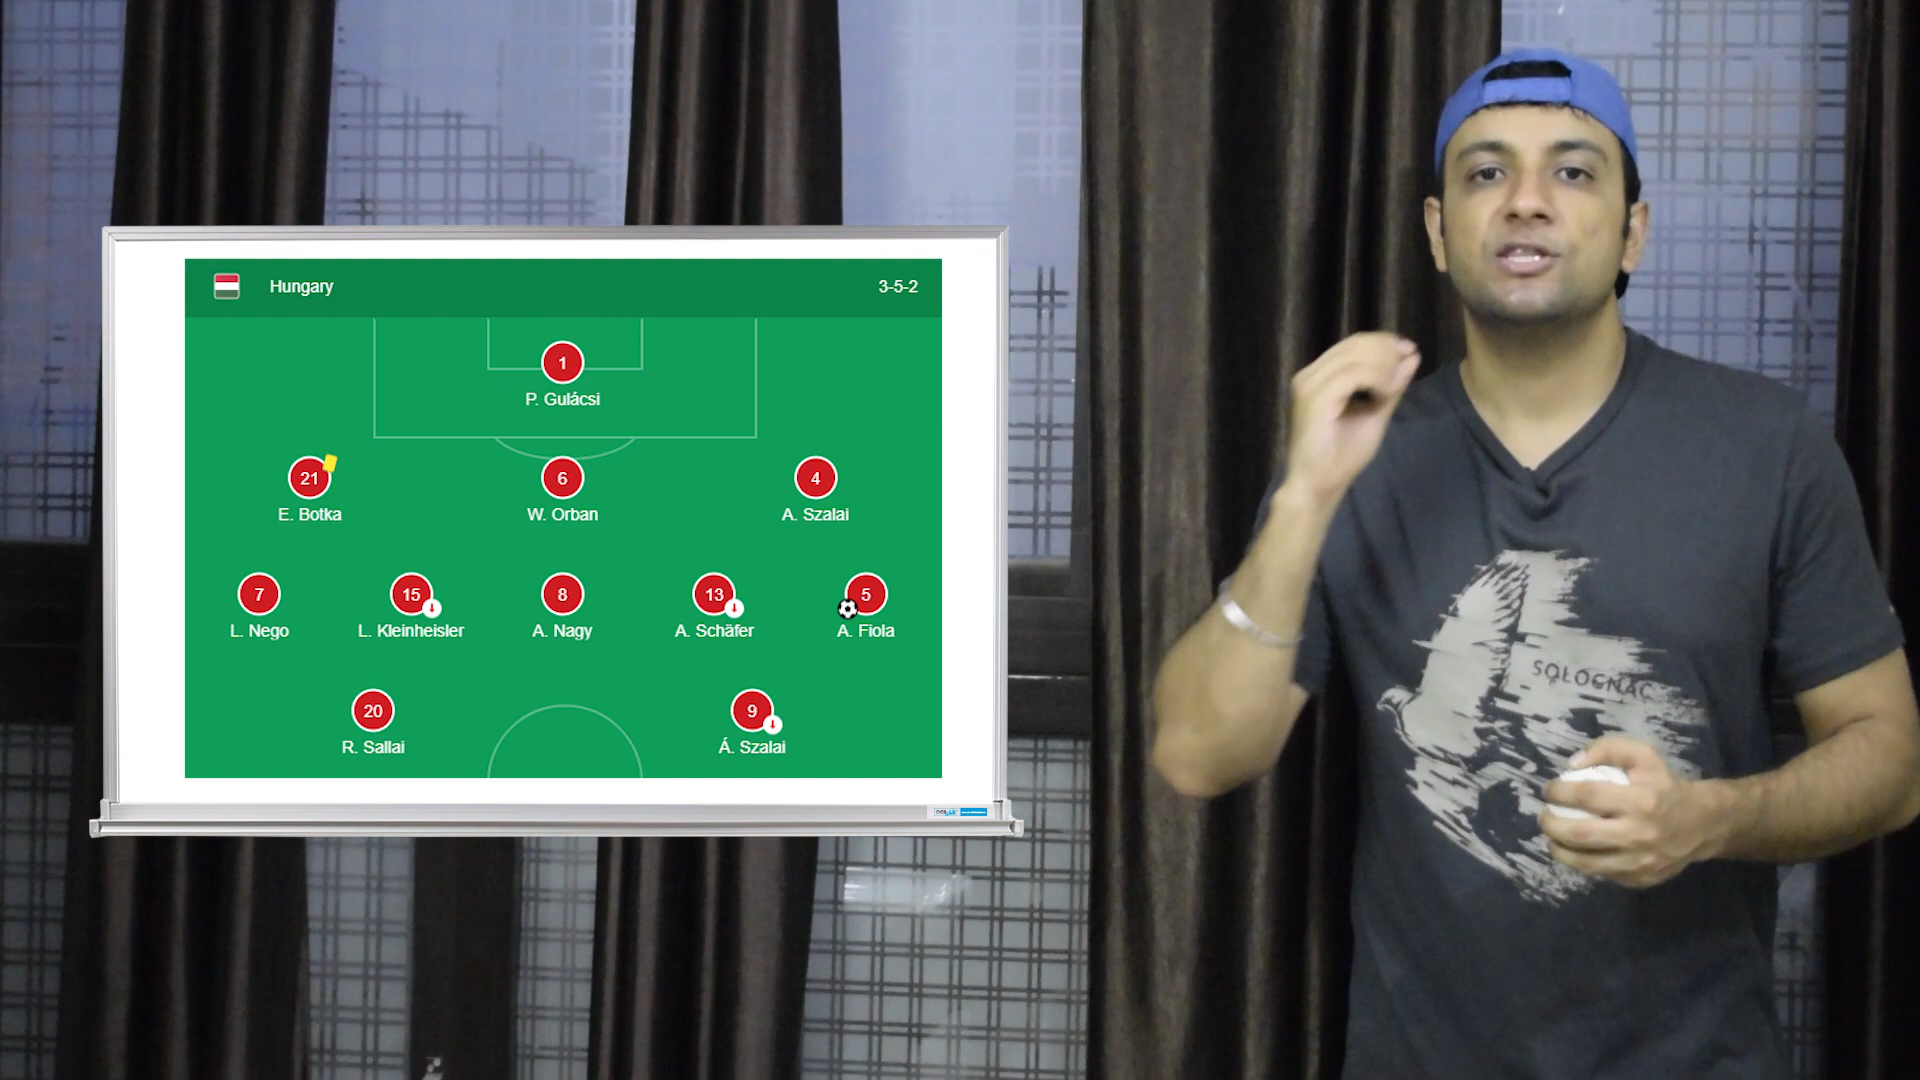 Hungary 3-5-2
1
P. Gulácsi
21 6 4
E. Botka W. Orban A. Szalai
7 15 8 13 5
L. Nego L. Kleinheisler A. Nagy A. Schäfer A. Fiola
20 9
R. Sallai Á. Szalai
SOLOGNAC